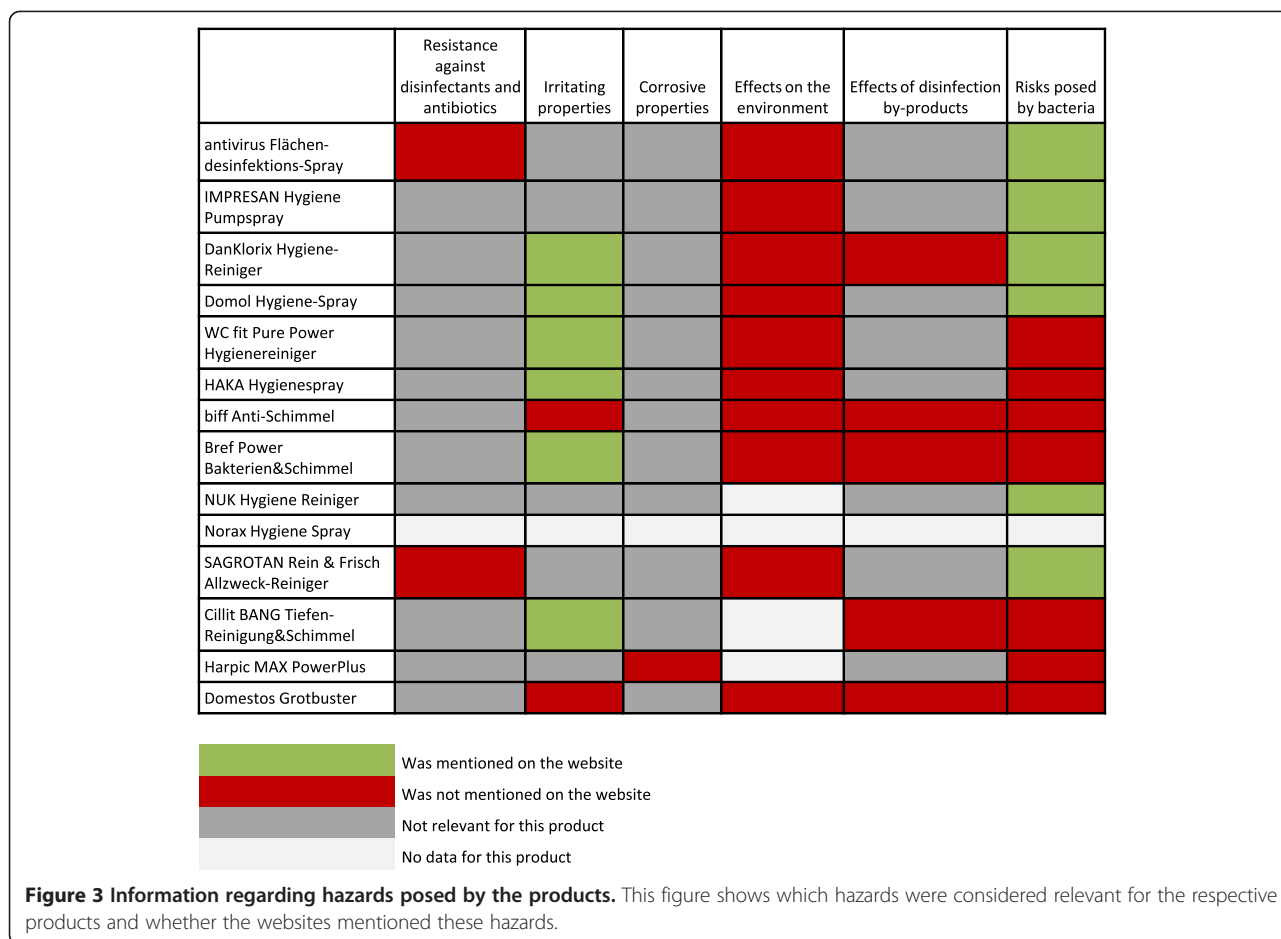 Resistance
against
disinfectants and
antibiotics
Irritating
properties
Corrosive
properties
Effects on the
environment
Effects of disinfection
by-products
Risks posed
by bacteria
antivirus Flächen-
desinfektions-Spray
IMPRESAN Hygiene
Pumpspray
DanKlorix Hygiene-
Reiniger
Domol Hygiene-Spray
WC fit Pure Power
Hygienereiniger
HAKA Hygienespray
biff Anti-Schimmel
Bref Power
Bakterien&Schimmel
NUK Hygiene Reiniger
Norax Hygiene Spray
SAGROTAN Rein & Frisch
Allzweck-Reiniger
Cillit BANG Tiefen-
Reinigung&Schimmel
Harpic MAX PowerPlus
Domestos Grotbuster
Was mentioned on the website
Was not mentioned on the website
Not relevant for this product
No data for this product
Figure 3 Information regarding hazards posed by the products. This figure shows which hazards were considered relevant for the respective
products and whether the websites mentioned these hazards.